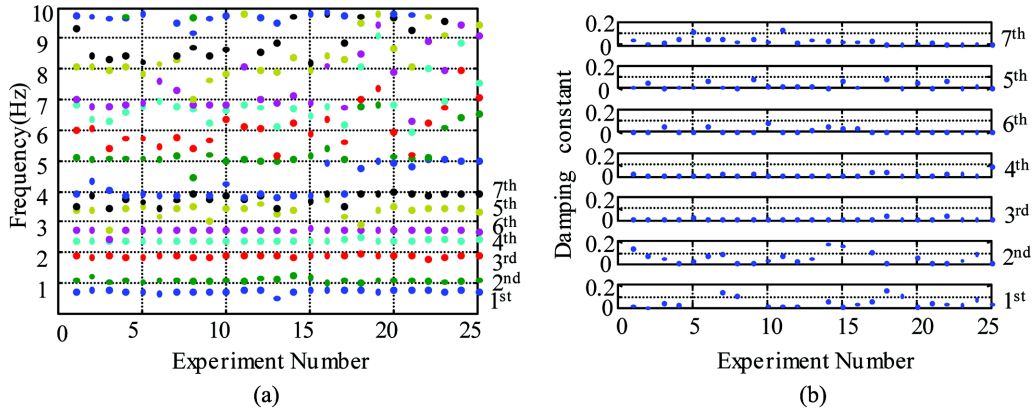 Frequency(Hz)
10
9
8
7
6
5
4
3
2
1
0
5
10
15
20
25
Experiment Number
7th
5th
6th
4th
3rd
2nd
1st
(a)
Damping constant
0.2
0
7th
0.2
0
5th
0.2
0
6th
0.2
0
4th
0.2
0
3rd
0.2
0
2nd
0.2
0
1st
0
5
10
15
20
25
Experiment Number
(b)